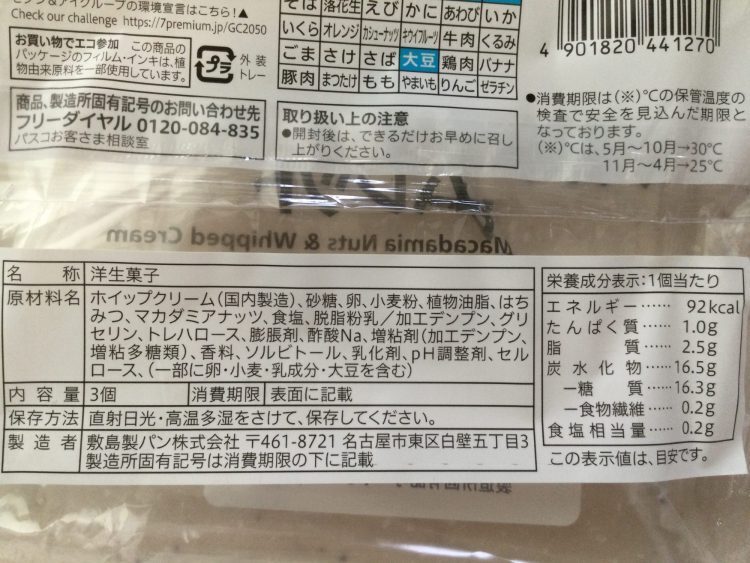 Check our challenge https://7premium.jp/GC2050
お買い物でエコ参加 この商品の
パッケージのフィルム・インキは、植
物由来原料を一部使用しています。
プラ
外装
トレー
商品、製造所固有記号のお問い合わせ先
フリーダイヤル 0120-084-835
パスコお客さま相談室
そば 落花生 えび かに あわび いか
いくら オレンジ カシューナッツ キウイフルーツ 牛肉 くるみ
ごま さけ さば 大豆 鶏肉 バナナ
豚肉 まつたけ もも やまいも りんご ゼラチン
取り扱い上の注意
●開封後は、できるだけお早めに召し
上がりください。
4 901820 441270
●消費期限は(※)℃の保管温度の
検査で安全を見込んだ期限と
なっております。
(※)℃は、5月〜10月→30℃
11月〜4月→25℃
Macadamia Nuts & Whipped Cream
名称 洋生菓子
原材料名 ホイップクリーム(国内製造)、砂糖、卵、小麦粉、植物油脂、はち
みつ、マカダミアナッツ、食塩、脱脂粉乳/加工デンプン、グリ
セリン、トレハロース、膨脹剤、酢酸Na、増粘剤(加工デンプン、
増粘多糖類)、香料、ソルビトール、乳化剤、pH調整剤、セル
ロース、(一部に卵・小麦・乳成分・大豆を含む)
内容量 3個 消費期限 表面に記載
保存方法 直射日光・高温多湿をさけて、保存してください。
製造者 敷島製パン株式会社 〒461-8721 名古屋市東区白壁五丁目3
製造所固有記号は消費期限の下に記載
栄養成分表示:1個当たり
エネルギー…… 92kcal
たんぱく質…… 1.0g
脂質…… 2.5g
炭水化物…… 16.5g
―糖質…… 16.3g
―食物繊維…… 0.2g
食塩相当量…… 0.2g
この表示値は、目安です。